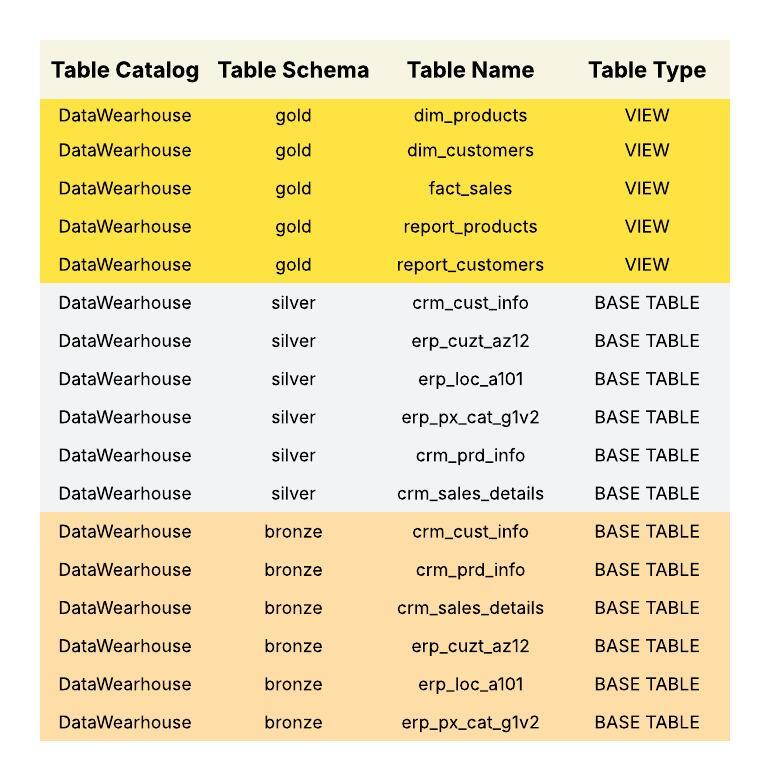 Table Catalog Table Schema Table Name Table Type
DataWearhouse gold dim_products VIEW
DataWearhouse gold dim_customers VIEW
DataWearhouse gold fact_sales VIEW
DataWearhouse gold report_products VIEW
DataWearhouse gold report_customers VIEW
DataWearhouse silver crm_cust_info BASE TABLE
DataWearhouse silver erp_cuzt_az12 BASE TABLE
DataWearhouse silver erp_loc_a101 BASE TABLE
DataWearhouse silver erp_px_cat_g1v2 BASE TABLE
DataWearhouse silver crm_prd_info BASE TABLE
DataWearhouse silver crm_sales_details BASE TABLE
DataWearhouse bronze crm_cust_info BASE TABLE
DataWearhouse bronze crm_prd_info BASE TABLE
DataWearhouse bronze crm_sales_details BASE TABLE
DataWearhouse bronze erp_cuzt_az12 BASE TABLE
DataWearhouse bronze erp_loc_a101 BASE TABLE
DataWearhouse bronze erp_px_cat_g1v2 BASE TABLE